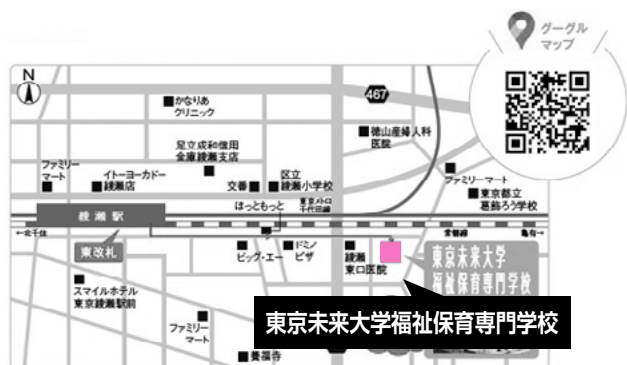 グーグル
マップ
N
かなりあ
クリニック
467
徳山産婦人科
医院
足立成和信用
金庫綾瀬支店
ファミリー
マート
イトーヨーカドー
綾瀬店
交番
区立
綾瀬小学校
ファミリーマート
東京都立
葛飾ろう学校
ほっともっと
東京メトロ
千代田線
綾瀬駅
←北千住
常磐線
亀有→
東改札
ビッグ・エー
ドミノ
ピザ
綾瀬
東口医院
東京未来大学
福祉保育専門学校
スマイルホテル
東京綾瀬駅前
東京未来大学福祉保育専門学校
ファミリー
マート
養福寺